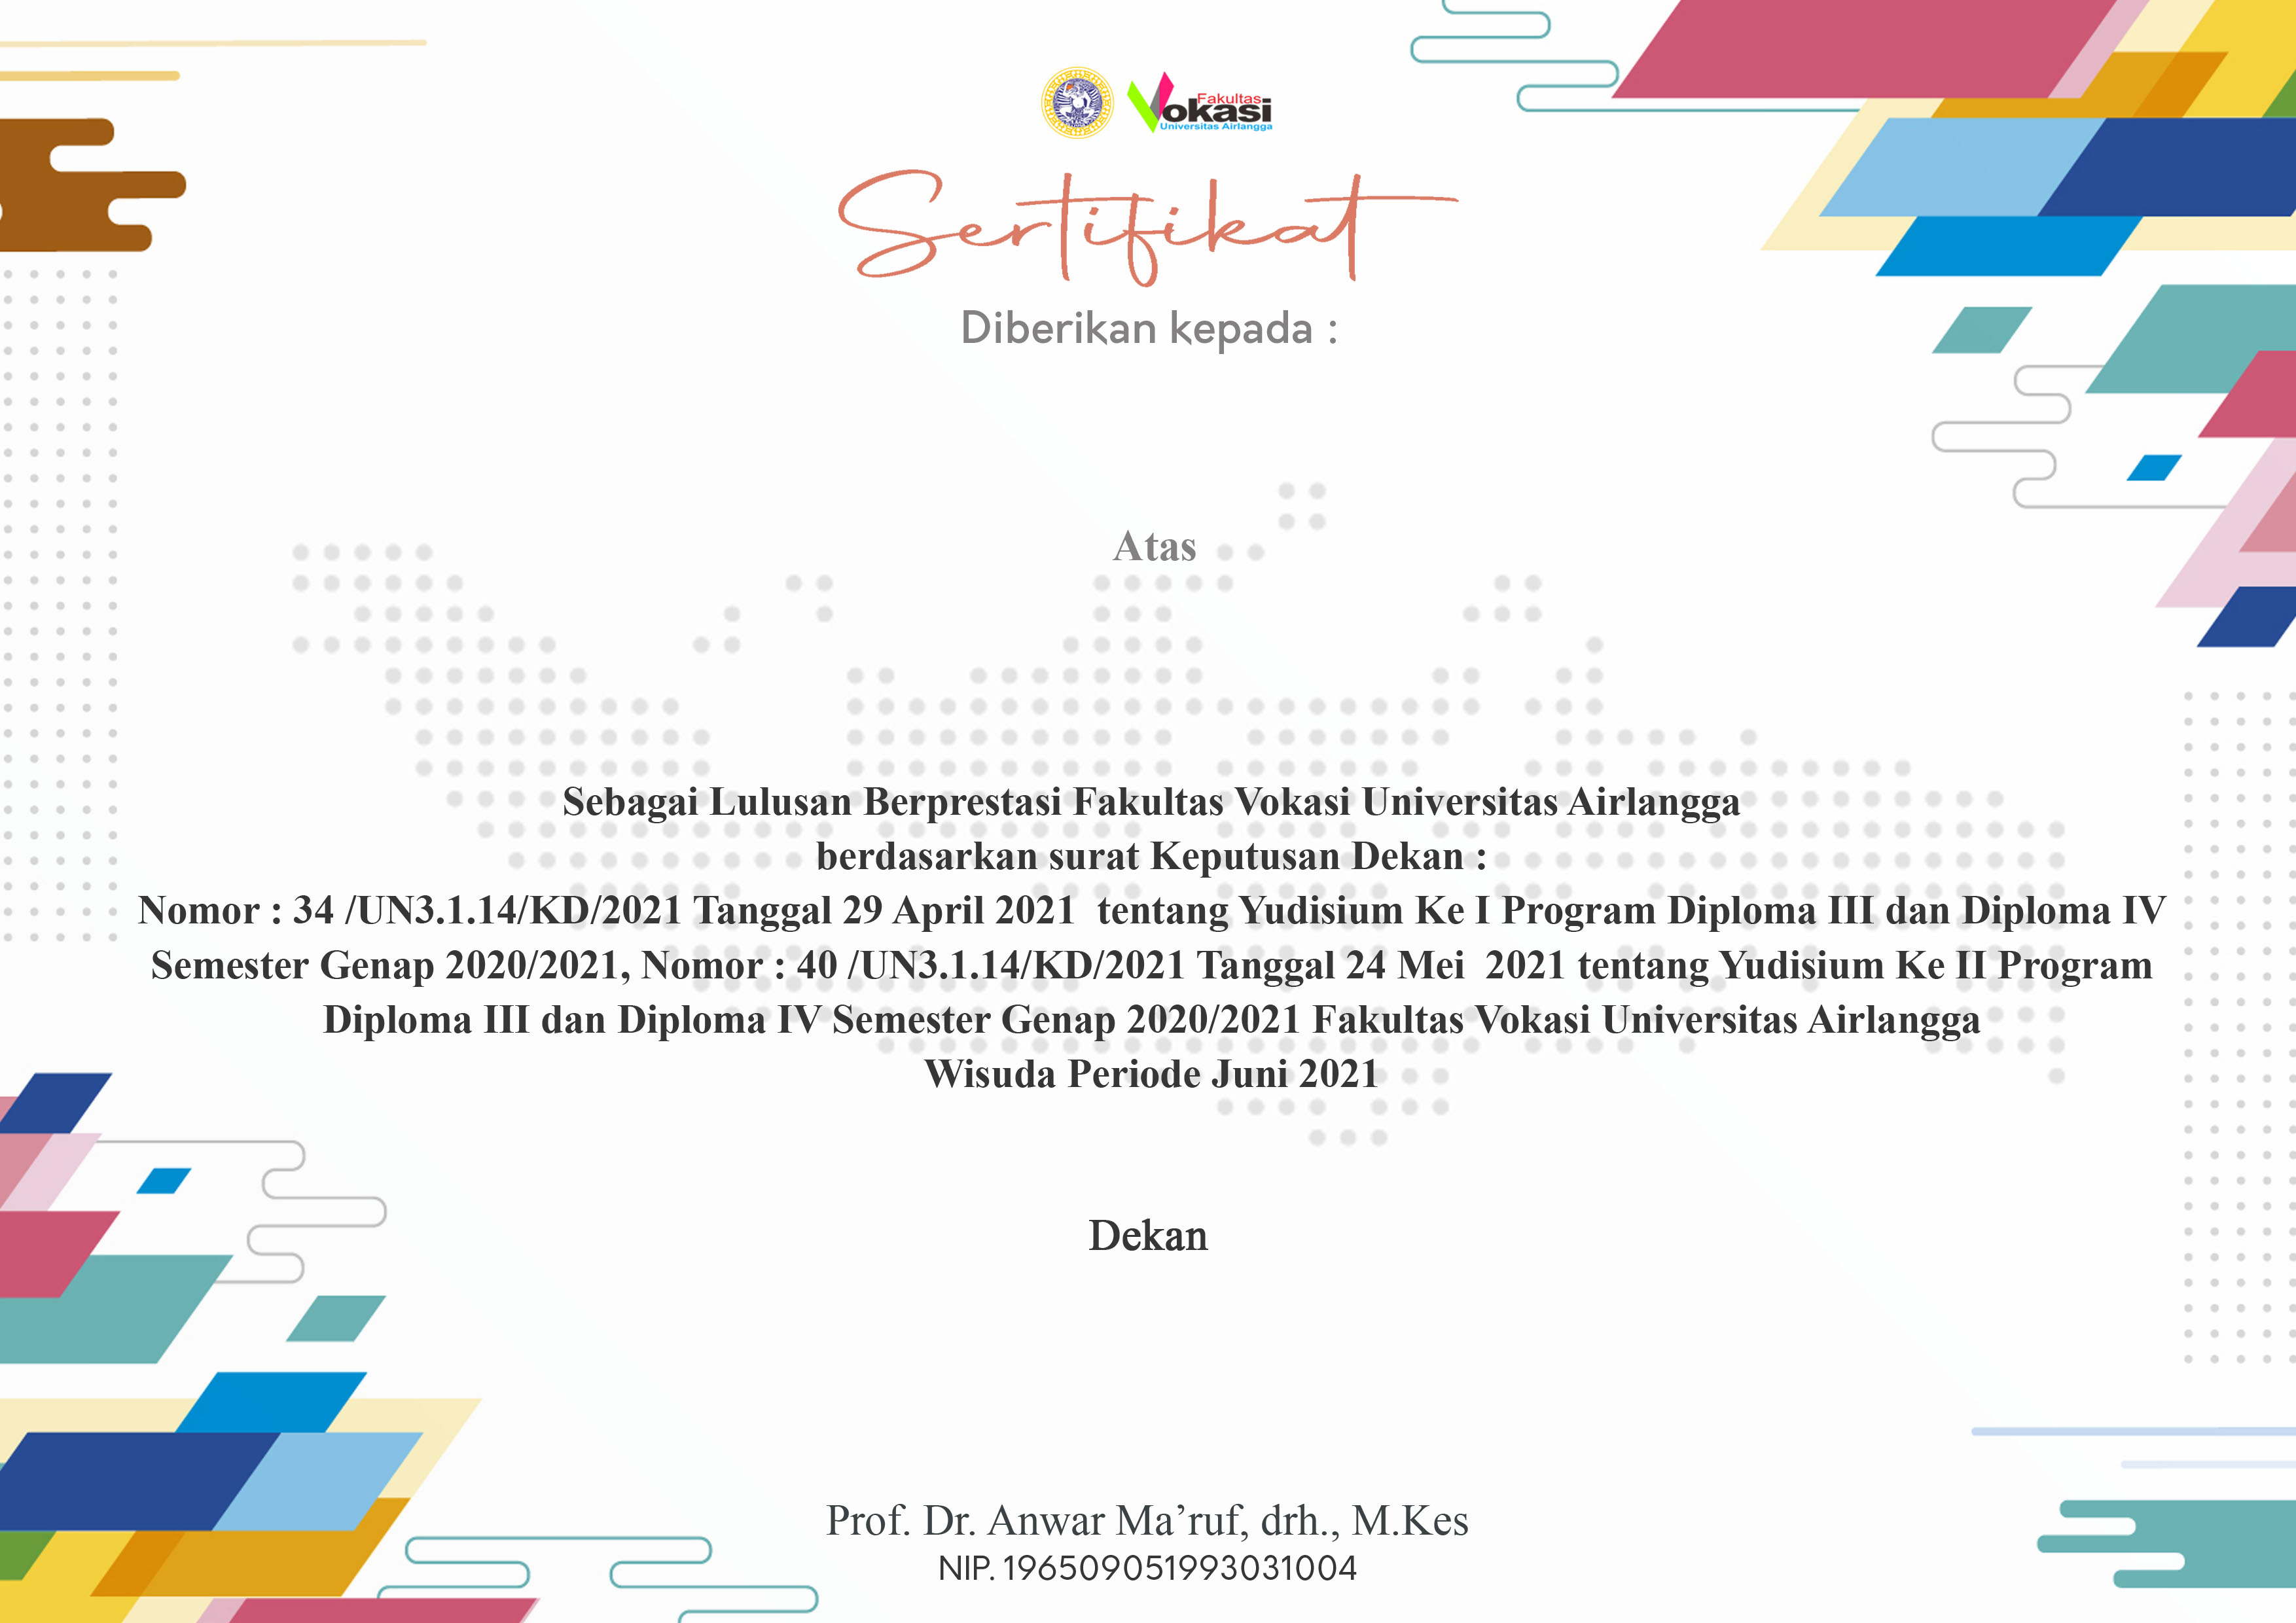 Fakultas
Vokasi
Universitas Airlangga
Sertifikat
Diberikan kepada :
Atas
Sebagai Lulusan Berprestasi Fakultas Vokasi Universitas Airlangga
berdasarkan surat Keputusan Dekan :
Nomor : 34 /UN3.1.14/KD/2021 Tanggal 29 April 2021  tentang Yudisium Ke I Program Diploma III dan Diploma IV
Semester Genap 2020/2021, Nomor : 40 /UN3.1.14/KD/2021 Tanggal 24 Mei  2021 tentang Yudisium Ke II Program
Diploma III dan Diploma IV Semester Genap 2020/2021 Fakultas Vokasi Universitas Airlangga
Wisuda Periode Juni 2021
Dekan
Prof. Dr. Anwar Ma’ruf, drh., M.Kes
NIP. 196509051993031004